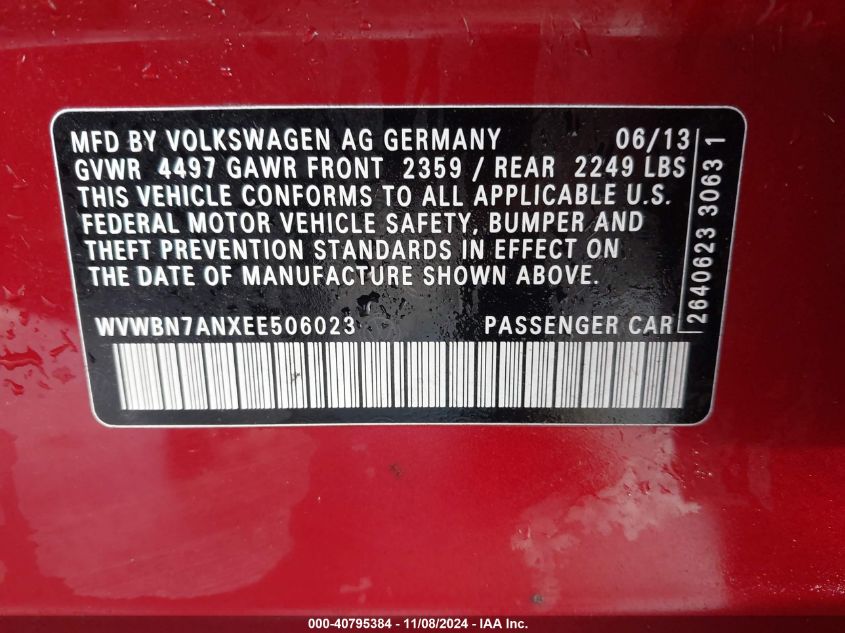 MFD BY VOLKSWAGEN AG GERMANY 06/13
GVWR 4497 GAWR FRONT 2359 / REAR 2249 LBS
THIS VEHICLE CONFORMS TO ALL APPLICABLE U.S.
FEDERAL MOTOR VEHICLE SAFETY, BUMPER AND
THEFT PREVENTION STANDARDS IN EFFECT ON
THE DATE OF MANUFACTURE SHOWN ABOVE.
WVWBN7ANXEE506023 PASSENGER CAR
2640623 3063 1
000-40795384 - 11/08/2024 - IAA Inc.